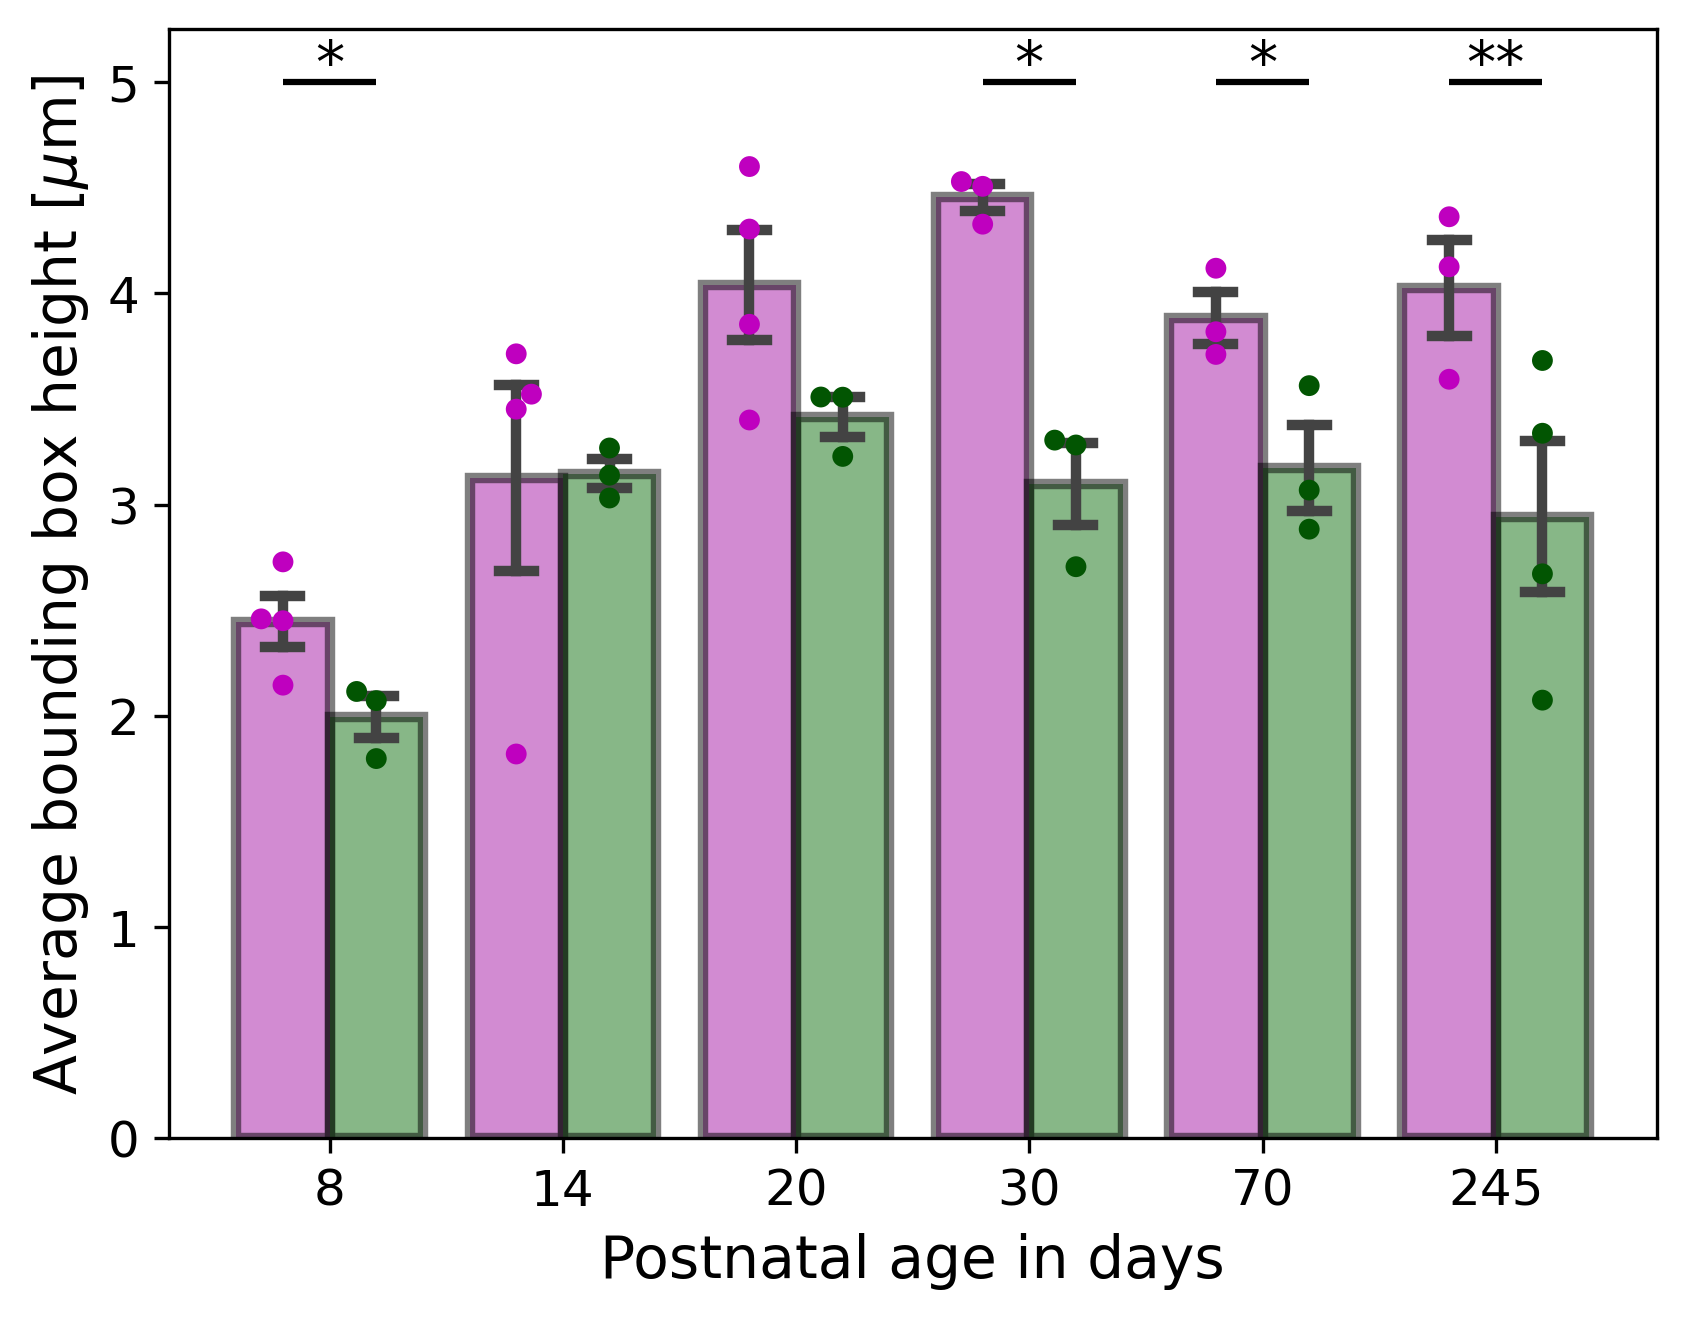 * * * **
Average bounding box height [μm]
5
4
3
2
1
0
8 14 20 30 70 245
Postnatal age in days